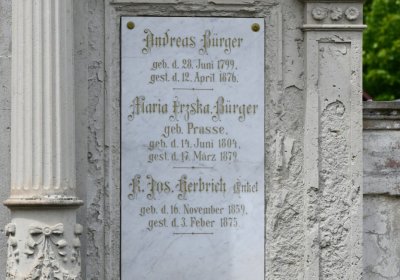 Andreas Bürger
geb. d. 28. Juni 1799.
gest. d. 12. April 1876.
Maria Frzska. Bürger
geb. Prasse.
geb. d. 14. Juni 1804.
gest. d. 17. März 1879.
K. Jos. Herbrich Enkel
geb. d. 16. November 1859.
gest. d. 3. Feber 1875.